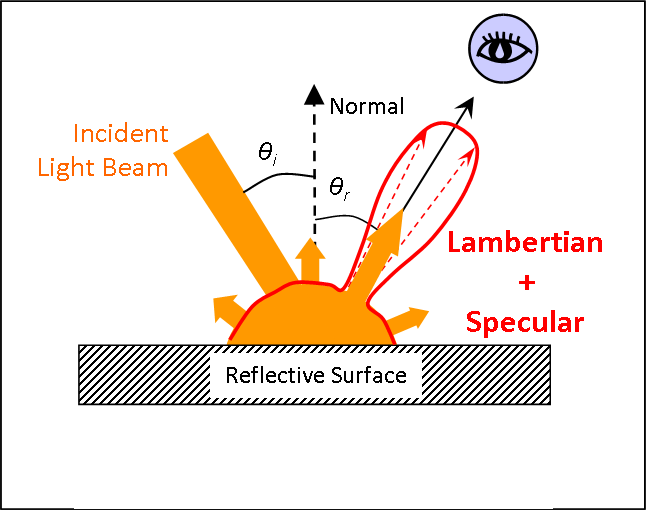 Normal
Incident
Light Beam
θi
θr
Lambertian
+
Specular
Reflective Surface